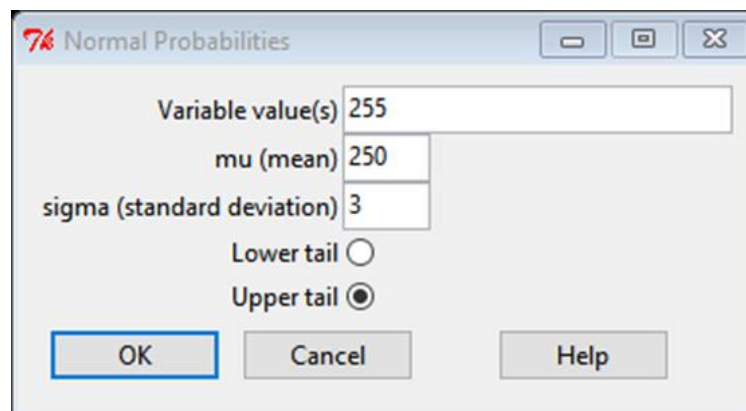 Normal Probabilities
Variable value(s) 255
mu (mean) 250
sigma (standard deviation) 3
Lower tail
Upper tail
OK Cancel Help